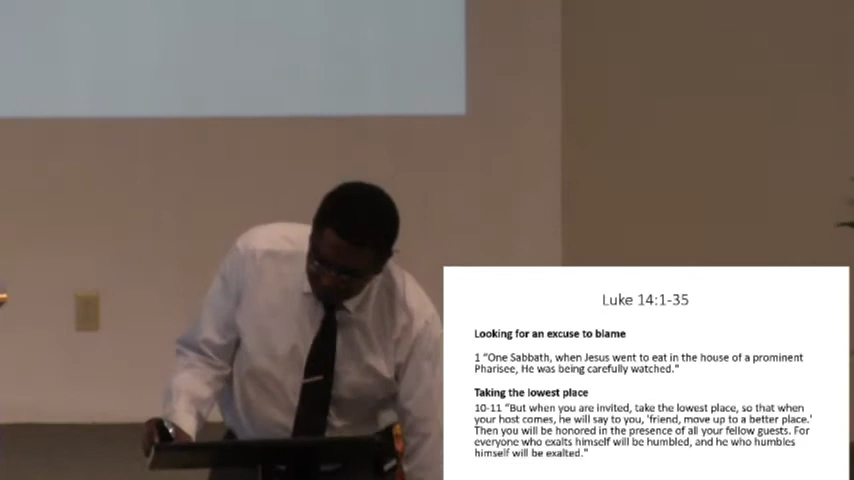 Luke 14:1-35
Looking for an excuse to blame
1 “One Sabbath, when Jesus went to eat in the house of a prominent
Pharisee, He was being carefully watched.”
Taking the lowest place
10-11 “But when you are invited, take the lowest place, so that when
your host comes, he will say to you, 'friend, move up to a better place.'
Then you will be honored in the presence of all your fellow guests. For
everyone who exalts himself will be humbled, and he who humbles
himself will be exalted.”